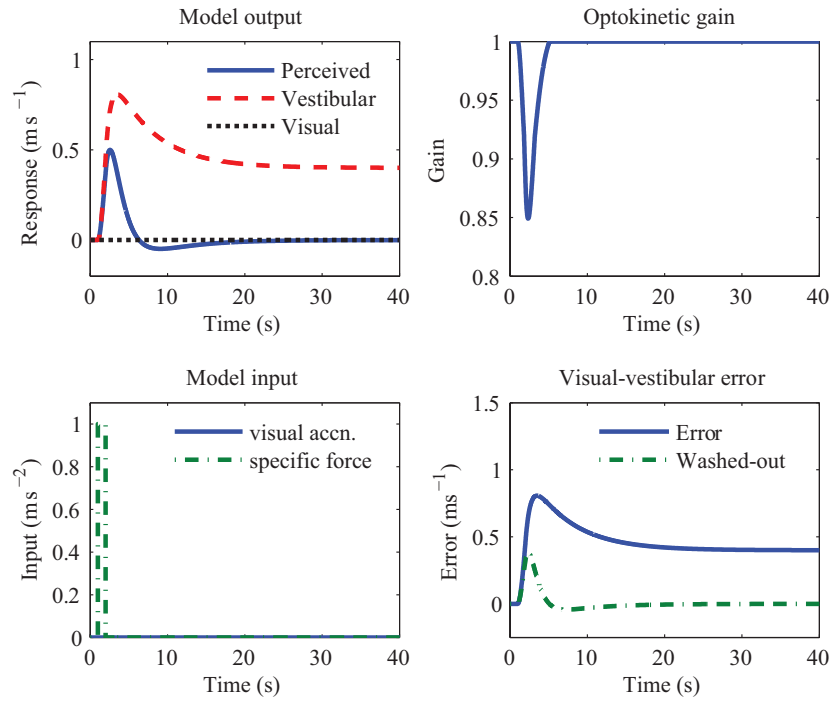 Model output
Response (m s −1)
1
0.5
0
Perceived
Vestibular
Visual
0 10 20 30 40
Time (s)
Optokinetic gain
Gain
1
0.95
0.9
0.85
0.8
0 10 20 30 40
Time (s)
Model input
Input (m s −2)
1
0.8
0.6
0.4
0.2
0
visual accn.
specific force
0 10 20 30 40
Time (s)
Visual-vestibular error
Error (ms −1)
1.5
1
0.5
0
Error
Washed-out
0 10 20 30 40
Time (s)